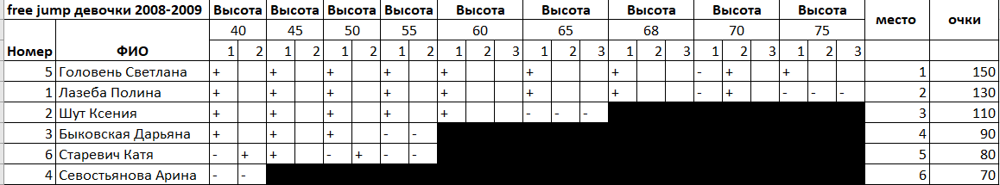 free jump девочки 2008-2009 Высота Высота Высота Высота Высота Высота Высота Высота Высота место очки
40 45 50 55 60 65 68 70 75
Номер ФИО 1 2 1 2 1 2 1 2 1 2 3 1 2 3 1 2 3 1 2 3 1 2 3
5 Головень Светлана + + + + + + + - + + 1 150
1 Лазеба Полина + + + + + + + - + - - - 2 130
2 Шут Ксения + + + + + - - - 3 110
3 Быковская Дарьяна + + + - - 4 90
6 Старевич Катя - + + - + - - 5 80
4 Севостьянова Арина - - 6 70